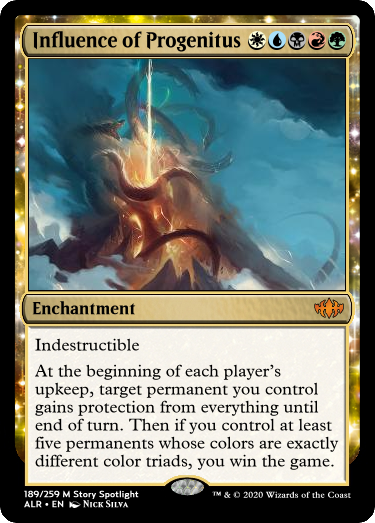 Influence of Progenitus
Enchantment
Indestructible
At the beginning of each player's
upkeep, target permanent you control
gains protection from everything until
end of turn. Then if you control at least
five permanents whose colors are exactly
different color triads, you win the game.
189/259 M Story Spotlight
ALR • EN Nick Silva
™ & © 2020 Wizards of the Coast